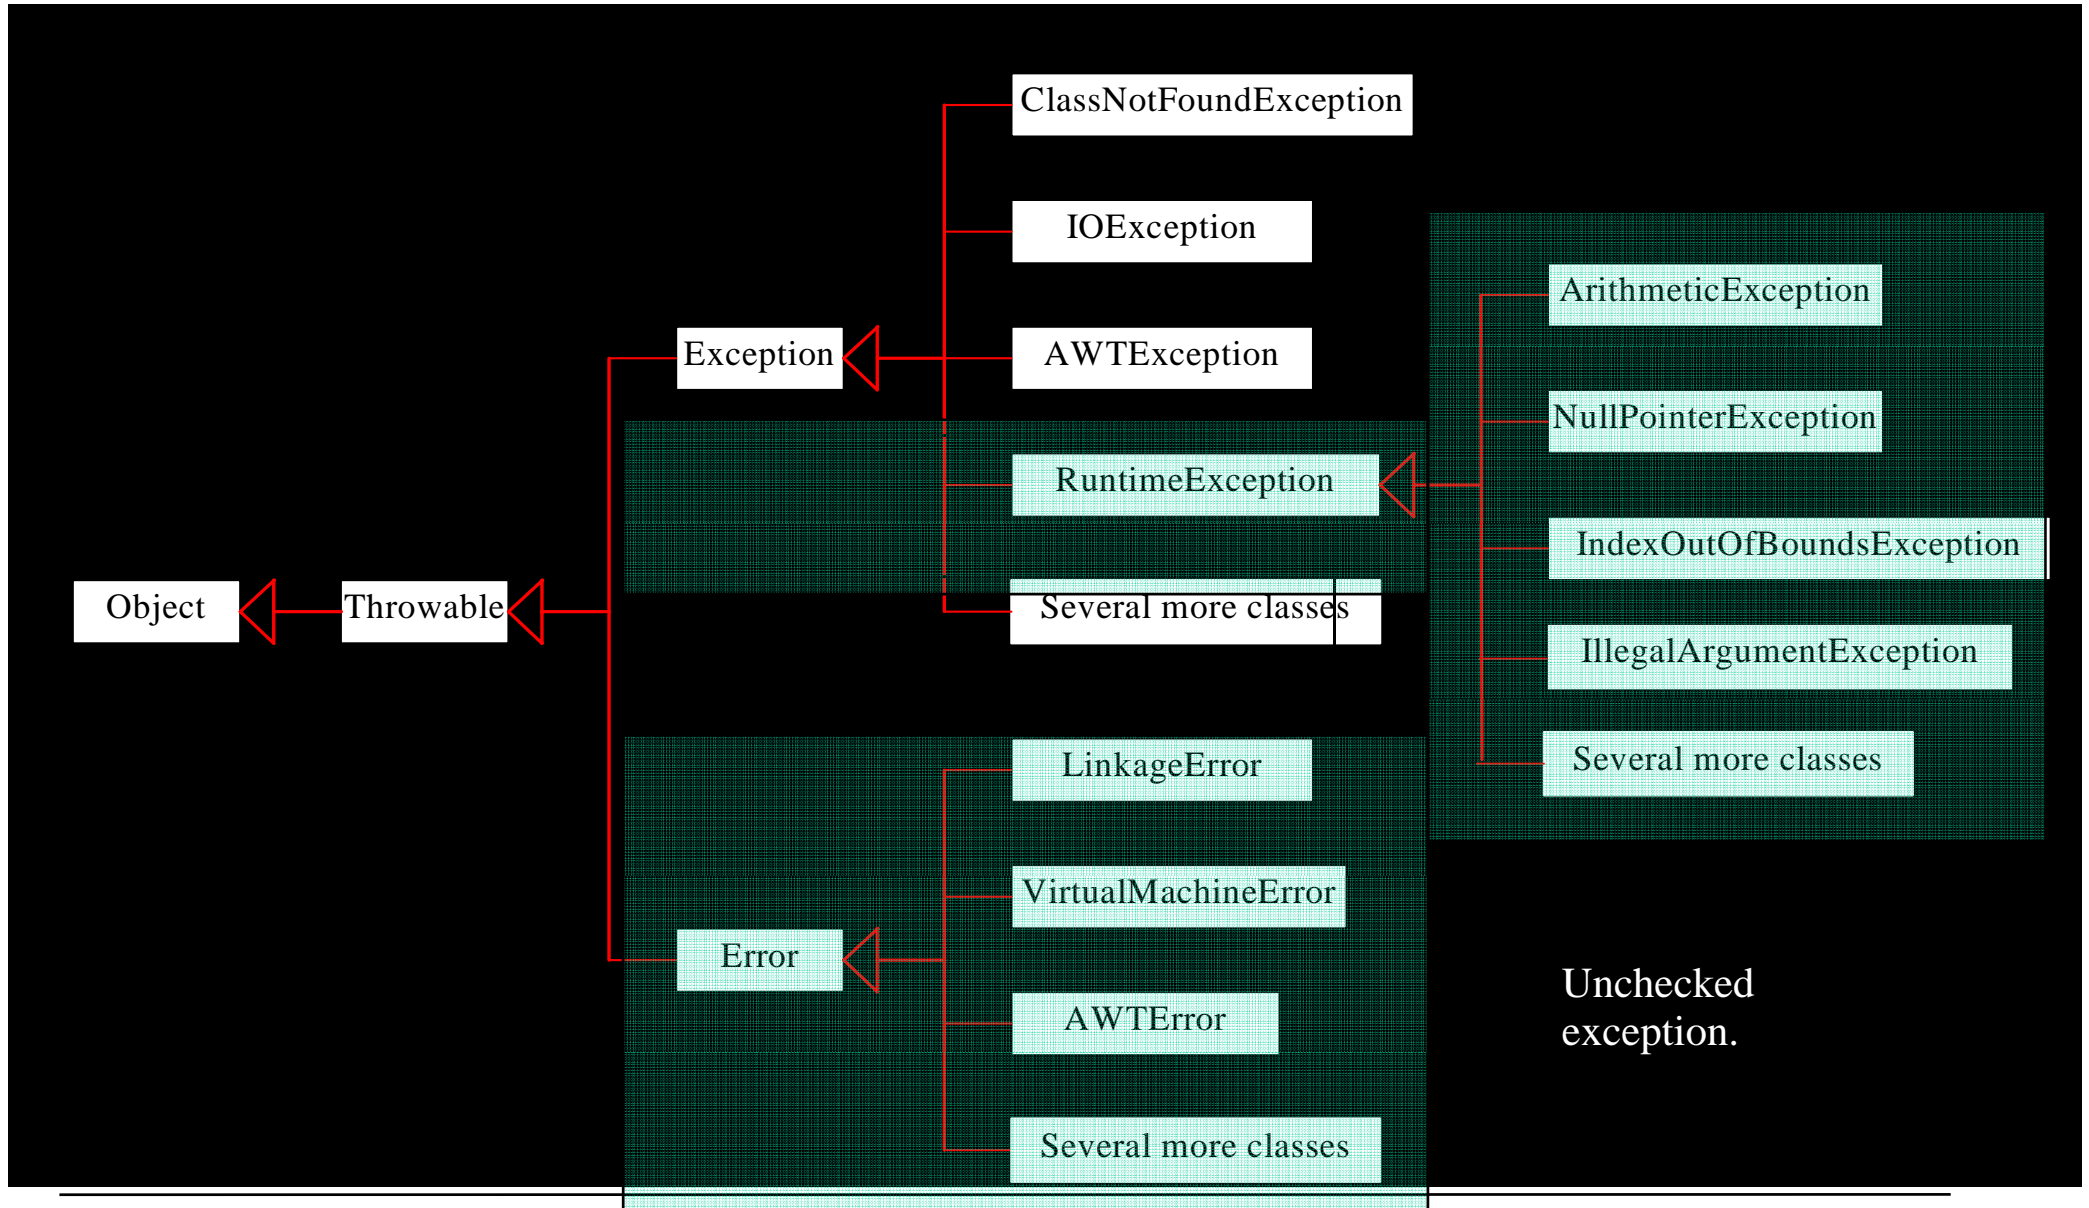 ClassNotFoundException
IOException
ArithmeticException
Exception
AWTException
NullPointerException
RuntimeException
IndexOutOfBoundsException
Object
Throwable
Several more classes
IllegalArgumentException
LinkageError
Several more classes
VirtualMachineError
Error
AWTError
Unchecked
exception.
Several more classes